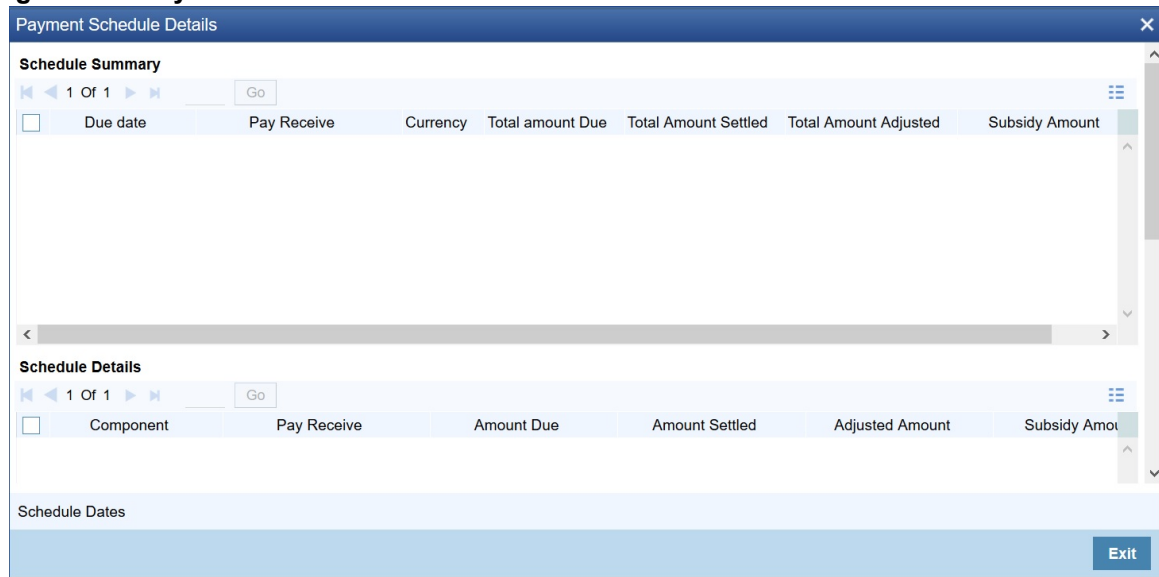 Payment Schedule Details
Schedule Summary
1 Of 1 Go
Due date Pay Receive Currency Total amount Due Total Amount Settled Total Amount Adjusted Subsidy Amount
Schedule Details
1 Of 1 Go
Component Pay Receive Amount Due Amount Settled Adjusted Amount Subsidy Amou
Schedule Dates
Exit